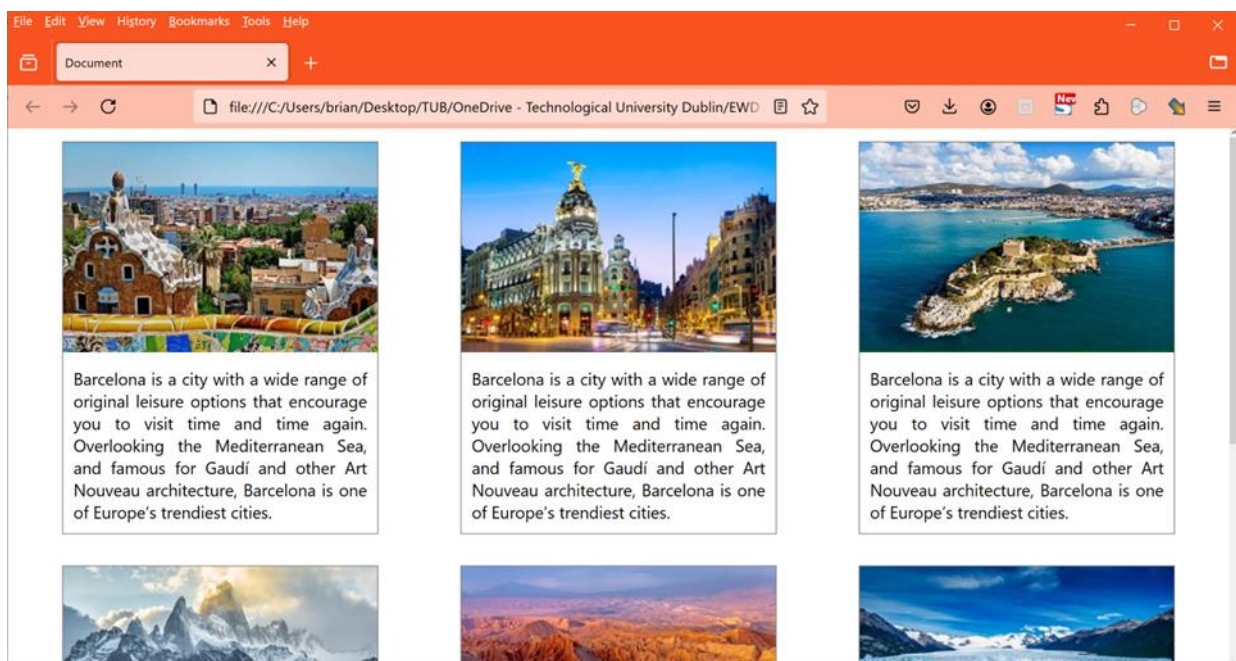 File Edit View History Bookmarks Tools Help
Document
file:///C:/Users/brian/Desktop/TUB/OneDrive - Technological University Dublin/EWD
New
Barcelona is a city with a wide range of
original leisure options that encourage
you to visit time and time again.
Overlooking the Mediterranean Sea,
and famous for Gaudí and other Art
Nouveau architecture, Barcelona is one
of Europe’s trendiest cities.
Barcelona is a city with a wide range of
original leisure options that encourage
you to visit time and time again.
Overlooking the Mediterranean Sea,
and famous for Gaudí and other Art
Nouveau architecture, Barcelona is one
of Europe’s trendiest cities.
Barcelona is a city with a wide range of
original leisure options that encourage
you to visit time and time again.
Overlooking the Mediterranean Sea,
and famous for Gaudí and other Art
Nouveau architecture, Barcelona is one
of Europe’s trendiest cities.